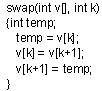 swap(int v[], int k)
{int temp;
temp = v[k];
v[k] = v[k+1];
v[k+1] = temp;
}